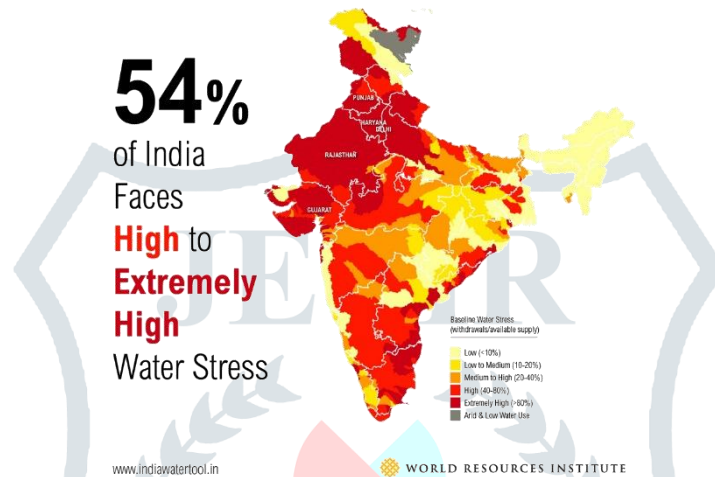 54%
of India
Faces
High to
Extremely
High
Water Stress
PUNJAB
HARYANA
DELHI
RAJASTHAN
GUJARAT
Baseline Water Stress
(withdrawals/available supply)
Low (<10%)
Low to Medium (10-20%)
Medium to High (20-40%)
High (40-80%)
Extremely High (>80%)
Arid & Low Water Use
www.indiawatertool.in
WORLD RESOURCES INSTITUTE